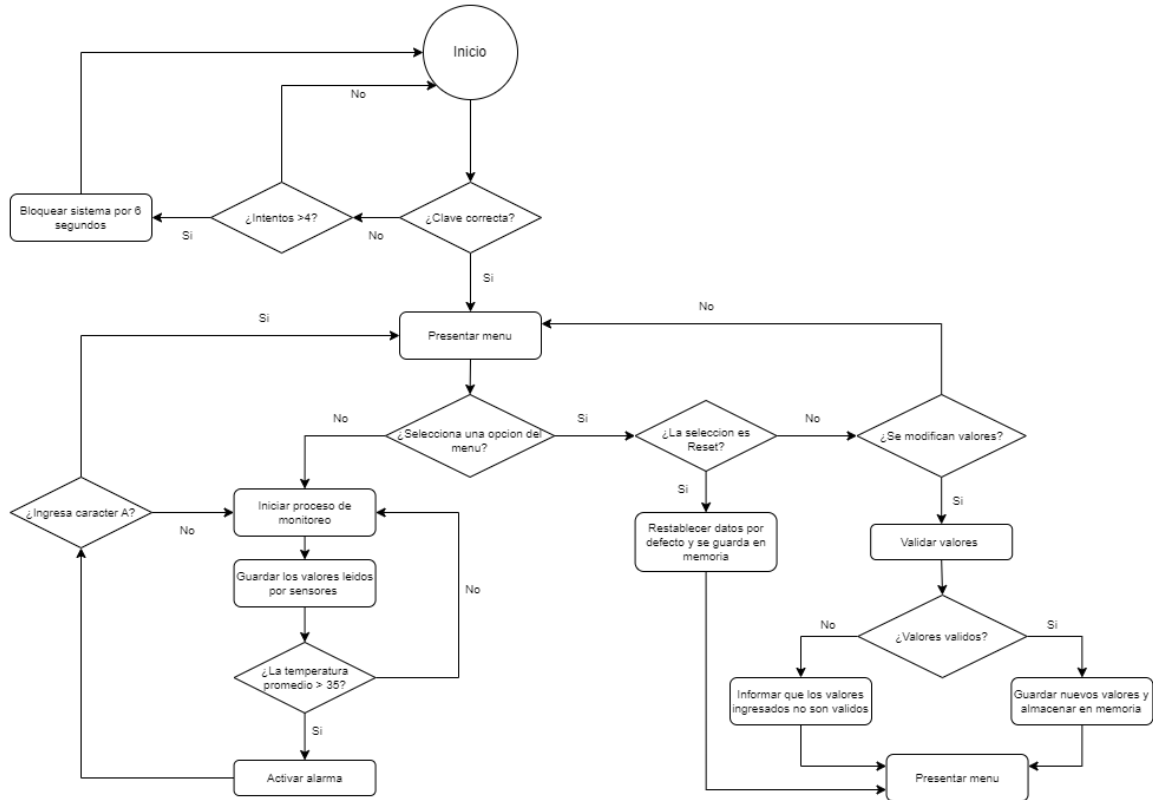 Inicio
No
Bloquear sistema por 6
segundos
Si
¿Intentos >4?
No
¿Clave correcta?
Si
Si
No
Presentar menu
No
¿Selecciona una opcion del
menu?
Si
¿La seleccion es
Reset?
No
¿Se modifican valores?
Si
Si
¿Ingresa caracter A?
No
Iniciar proceso de
monitoreo
Restablecer datos por
defecto y se guarda en
memoria
Validar valores
Guardar los valores leidos
por sensores
No
No
¿Valores validos?
Si
¿La temperatura
promedio > 35?
Informar que los valores
ingresados no son validos
Guardar nuevos valores y
almacenar en memoria
Si
Activar alarma
Presentar menu